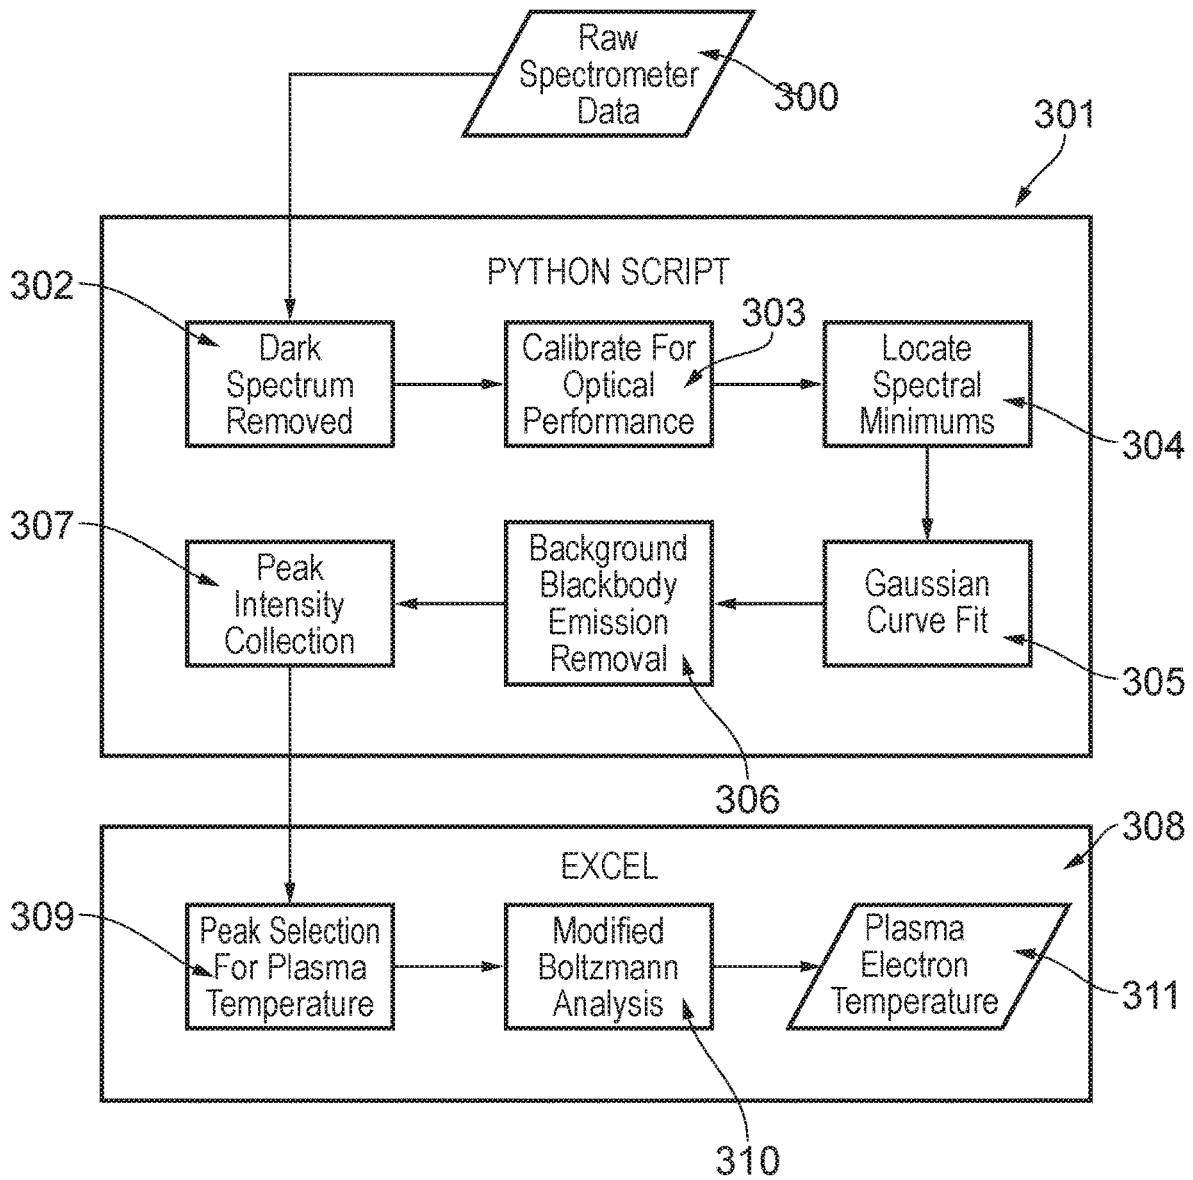 Raw
Spectrometer
Data
300
301
PYTHON SCRIPT
302
Dark
Spectrum
Removed
303
Calibrate For
Optical
Performance
Locate
Spectral
Minimums
304
307
Peak
Intensity
Collection
Background
Blackbody
Emission
Removal
Gaussian
Curve Fit
305
306
308
EXCEL
309
Peak Selection
For Plasma
Temperature
Modified
Boltzmann
Analysis
Plasma
Electron
Temperature
311
310